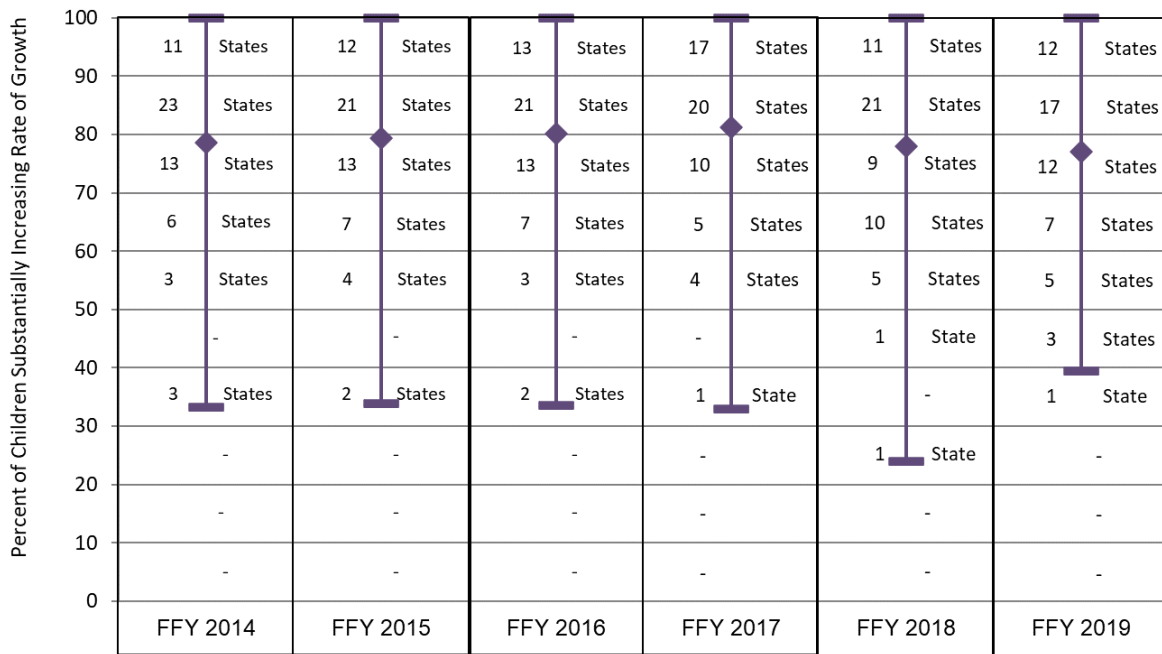 Percent of Children Substantially Increasing Rate of Growth
100
11 States 12 States 13 States 17 States 11 States 12 States
90
23 States 21 States 21 States 20 States 21 States 17 States
80
13 States 13 States 13 States 10 States 9 States 12 States
70
6 States 7 States 7 States 5 States 10 States 7 States
60
3 States 4 States 3 States 4 States 5 States 5 States
50
- - - - 1 State 3 States
40
3 States 2 States 2 States 1 State - 1 State
30
- - - - 1 State -
20
- - - - - -
10
- - - - - -
0
FFY 2014 FFY 2015 FFY 2016 FFY 2017 FFY 2018 FFY 2019